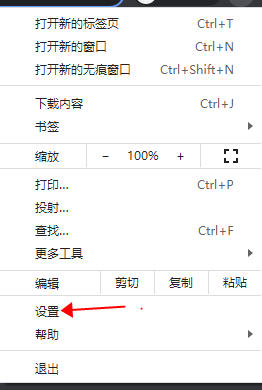 打开新的标签页 Ctrl+T
打开新的窗口 Ctrl+N
打开新的无痕窗口 Ctrl+Shift+N
下载内容 Ctrl+J
书签
缩放 − 100% +
打印... Ctrl+P
投射...
查找... Ctrl+F
更多工具
编辑 剪切 复制 粘贴
设置
帮助
退出